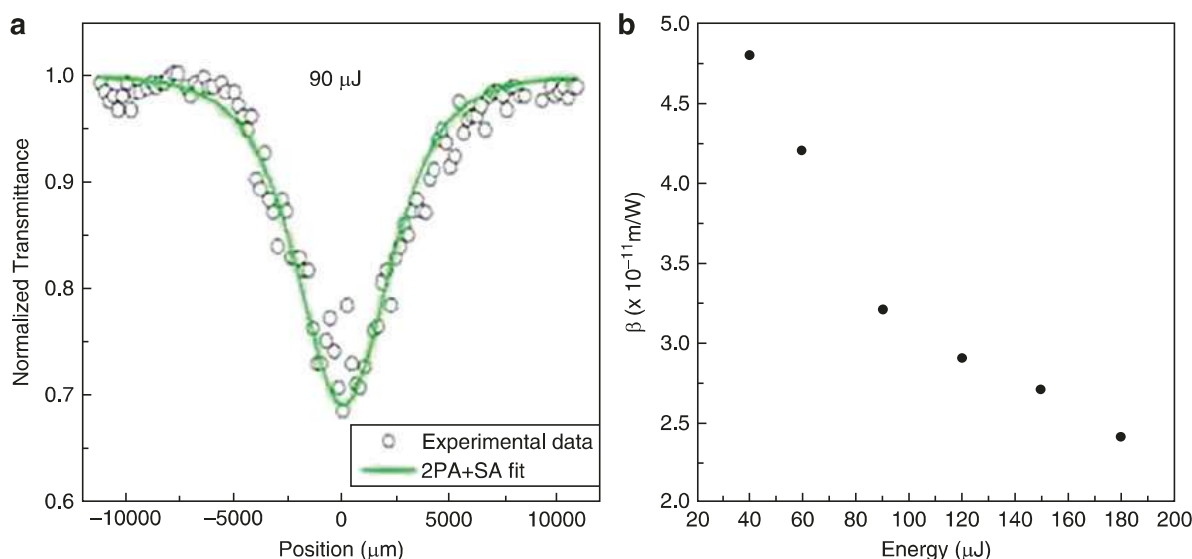 a
90 μJ
1.0
0.9
0.8
0.7
0.6
Normalized Transmittance
Experimental data
2PA+SA fit
−10000 −5000 0 5000 10000
Position (μm)
b
5.0
4.5
4.0
3.5
3.0
2.5
2.0
β (x 10⁻¹¹m/W)
20 40 60 80 100 120 140 160 180 200
Energy (μJ)